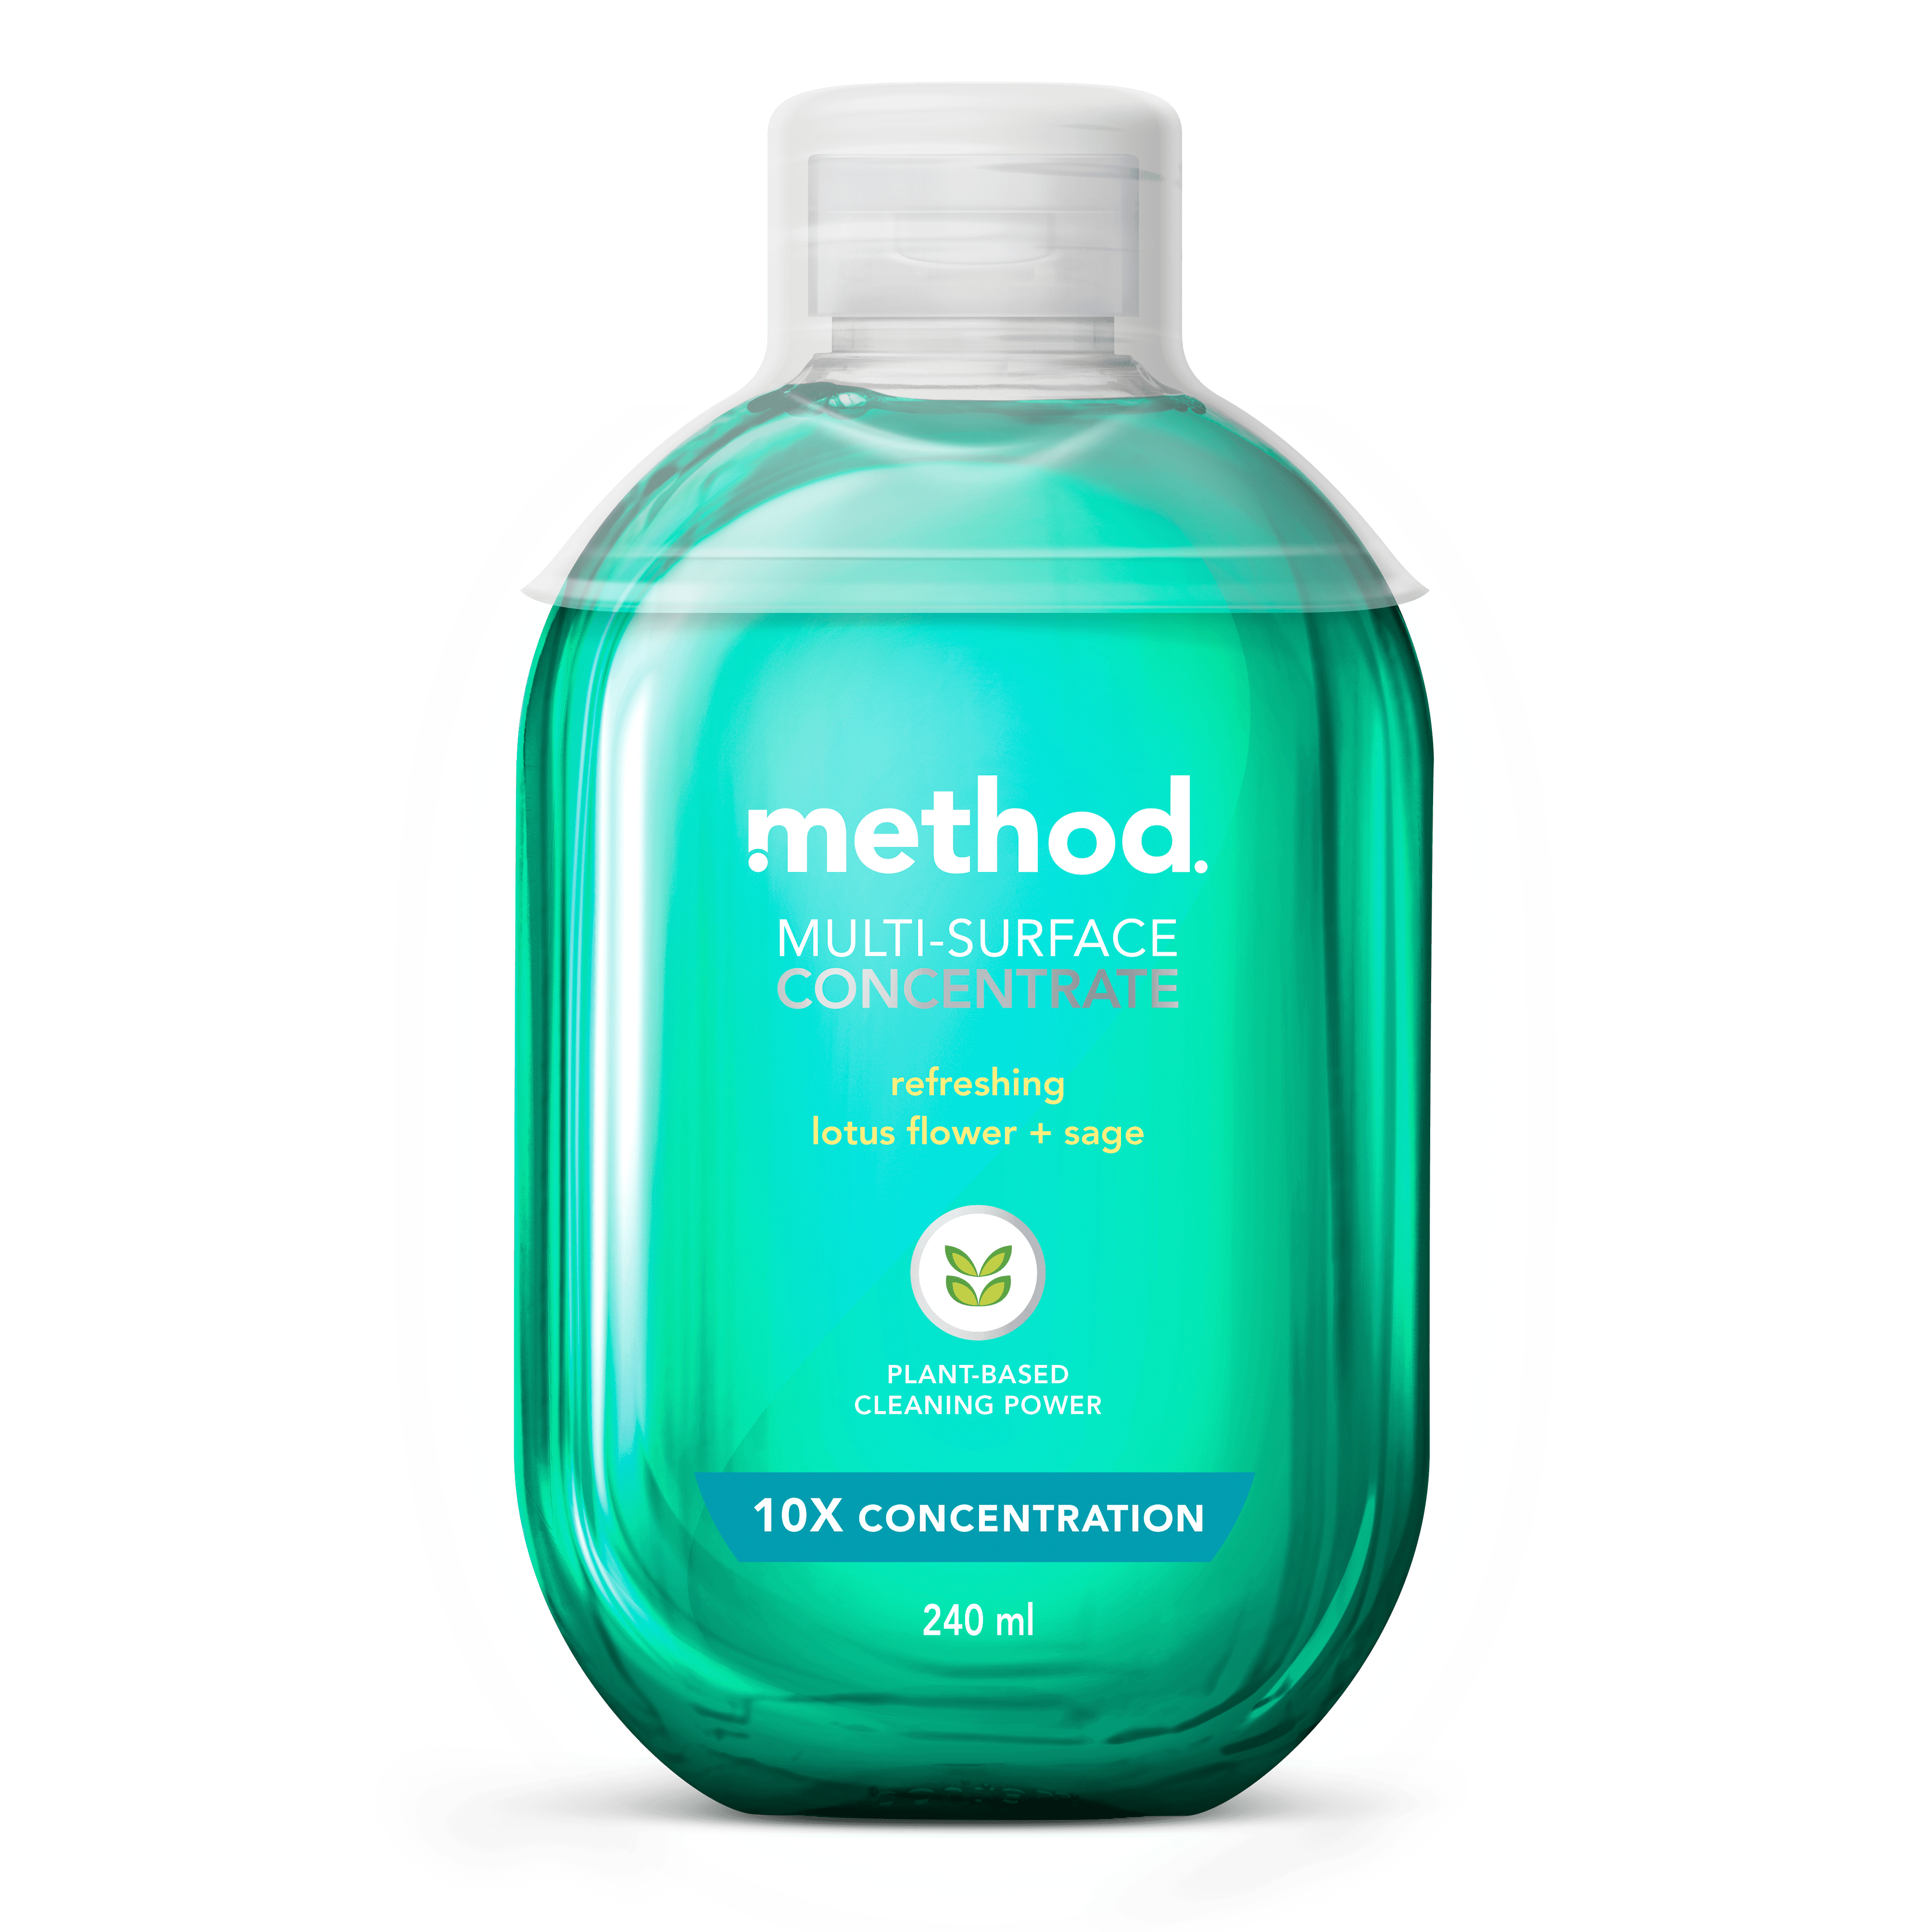 method.
MULTI-SURFACE
CONCENTRATE
refreshing
lotus flower + sage
PLANT-BASED
CLEANING POWER
10X CONCENTRATION
240 ml